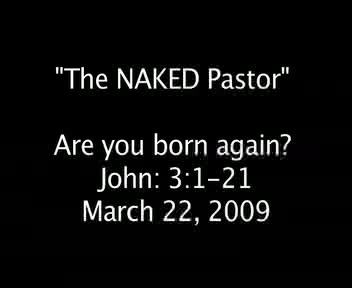 "The NAKED Pastor"
Are you born again?
John: 3:1-21
March 22, 2009